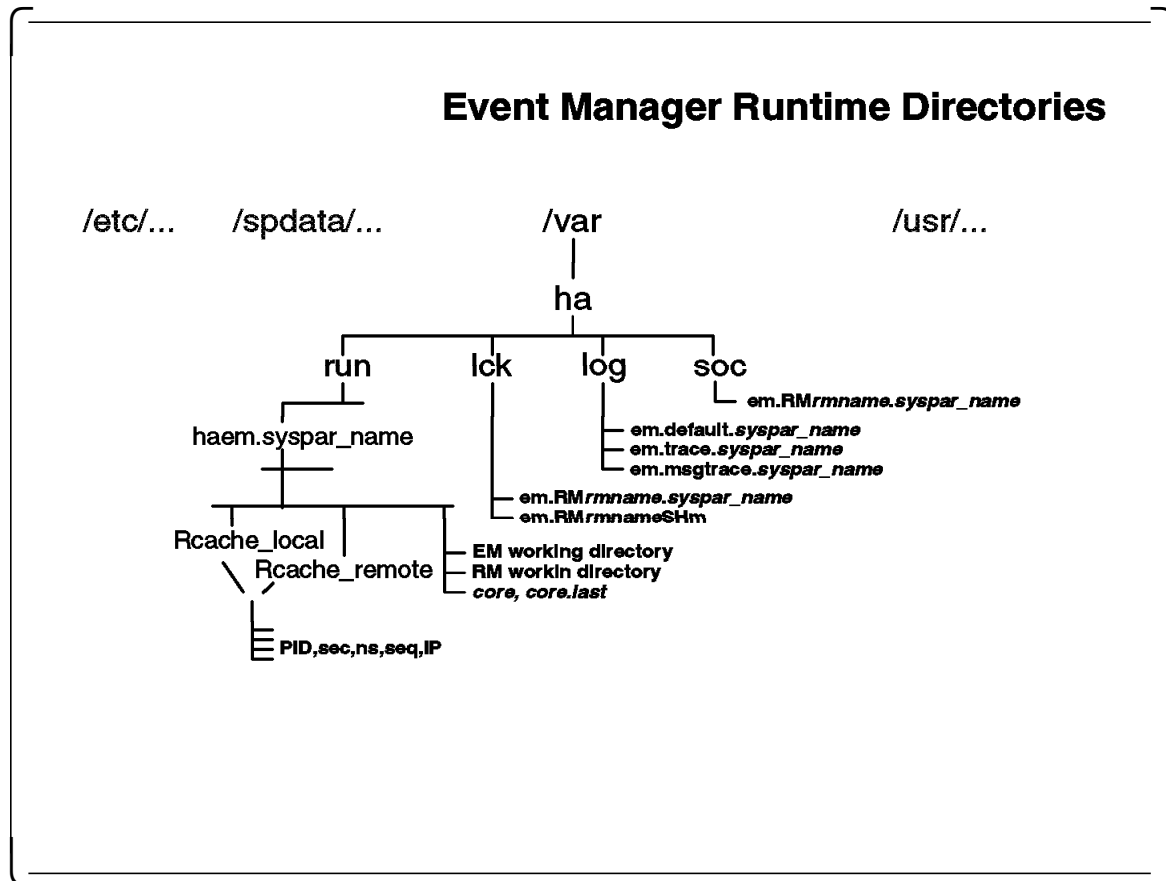 Event Manager Runtime Directories
/etc/... /spdata/... /var /usr/...
ha
run lck log soc
em.RMrmname.syspar_name
haem.syspar_name
em.default.syspar_name
em.trace.syspar_name
em.msgtrace.syspar_name
em.RMrmname.syspar_name
em.RMrmnameSHm
Rcache_local
Rcache_remote
EM working directory
RM workin directory
core, core.last
PID,sec,ns,seq,IP